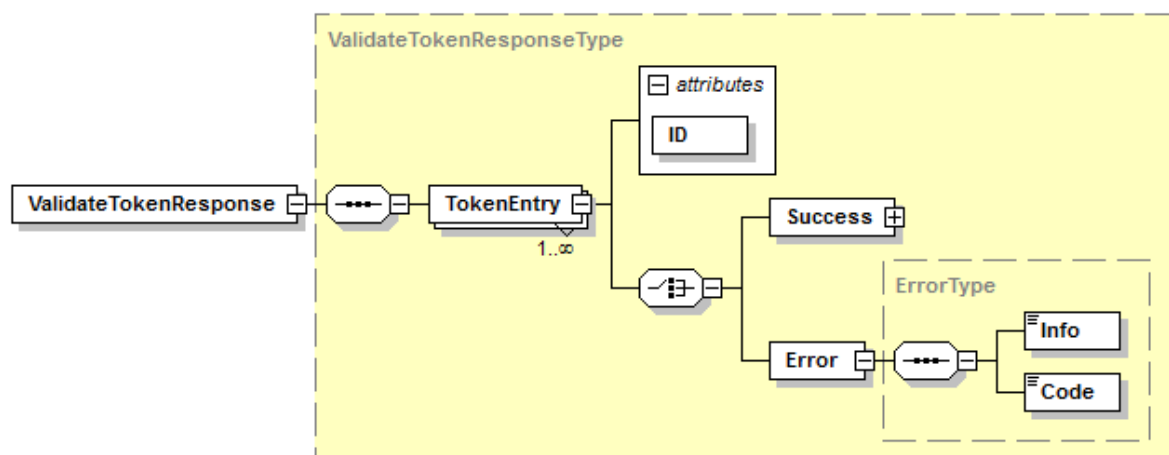 ValidateTokenResponseType
attributes
ID
ValidateTokenResponse
TokenEntry
1..∞
Success
ErrorType
Info
Error
Code